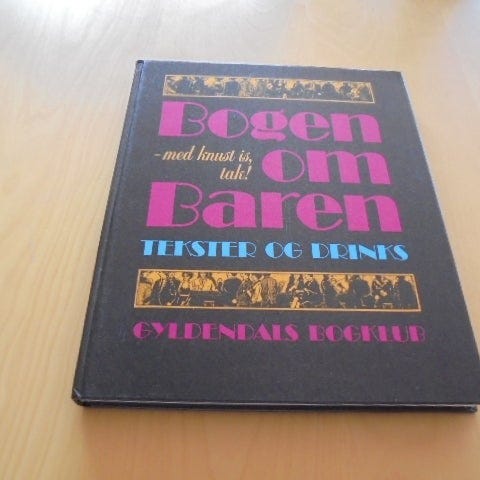 Bogen
- med knust is,
tak!
om
Baren
TEKSTER OG DRINKS
GYLDENDALS BOGKLUB